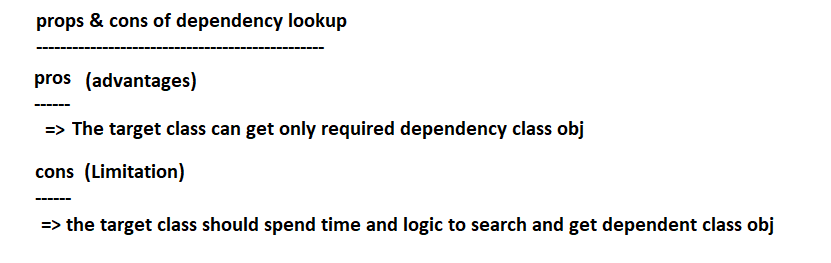 props & cons of dependency lookup
------------------------------------------------
pros (advantages)
------
=> The target class can get only required dependency class obj
cons (Limitation)
------
=> the target class should spend time and logic to search and get dependent class obj